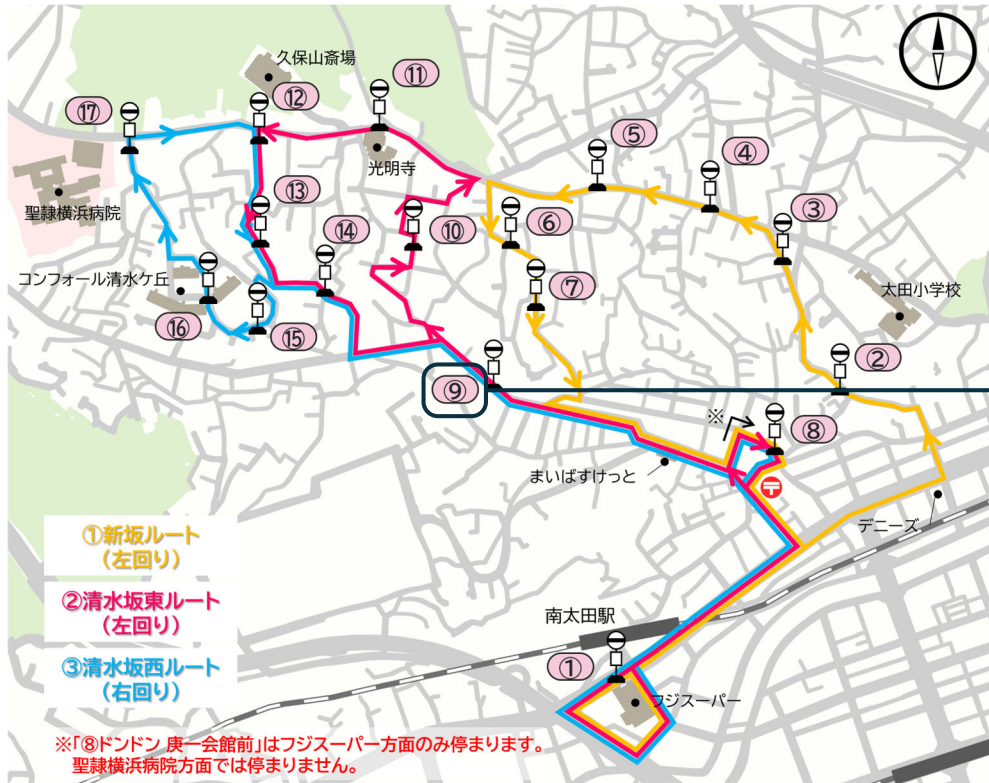 久保山斎場
⑪
⑰
⑫
⑤
④
光明寺
⑬
聖隷横浜病院
③
⑥
⑩
⑭
コンフォール清水ケ丘
⑦
太田小学校
⑯
⑮
②
⑨
※
⑧
まいばすけっと
〒
デニーズ
①新坂ルート
(左回り)
②清水坂東ルート
(左回り)
③清水坂西ルート
(右回り)
南太田駅
①
フジスーパー
※「⑧ドンドン 庚一会館前」はフジスーパー方面のみ停まります。
聖隷横浜病院方面では停まりません。